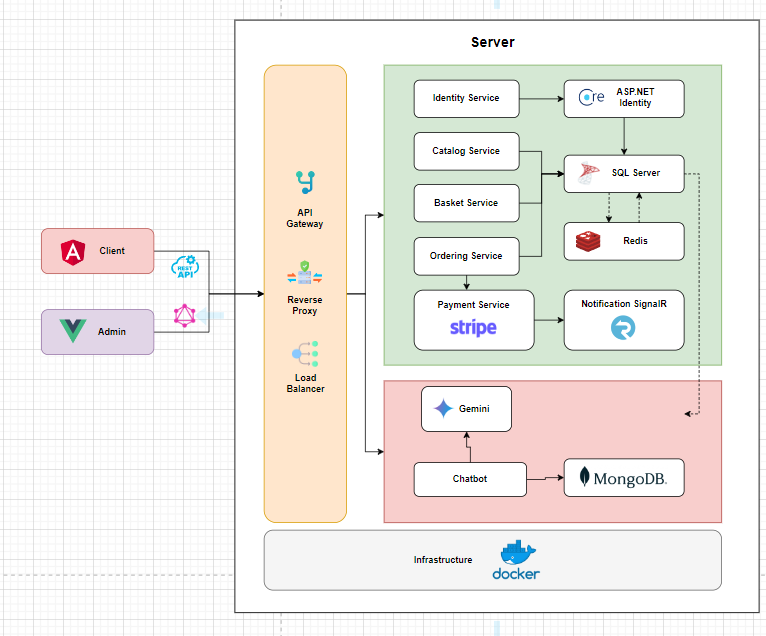 Server
Client
REST
API
Admin
API
Gateway
Reverse
Proxy
Load
Balancer
Identity Service
Core
ASP.NET
Identity
Catalog Service
SQL Server
Basket Service
Redis
Ordering Service
Payment Service
stripe
Notification SignalR
Gemini
Chatbot
MongoDB.
Infrastructure
docker